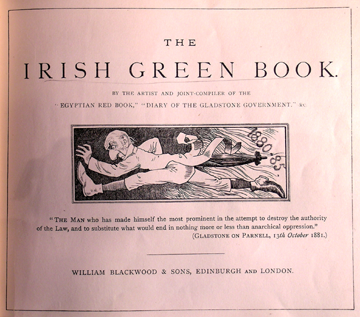 THE
IRISH GREEN BOOK.
BY THE ARTIST AND JOINT-COMPILER OF THE
"EGYPTIAN RED BOOK," "DIARY OF THE GLADSTONE GOVERNMENT." &c.
1880-85
"THE MAN who has made himself the most prominent in the attempt to destroy the authority
of the Law, and to substitute what would end in nothing more or less than anarchical oppression."
(GLADSTONE ON PARNELL, 13th October 1881.)
WILLIAM BLACKWOOD & SONS, EDINBURGH AND LONDON.